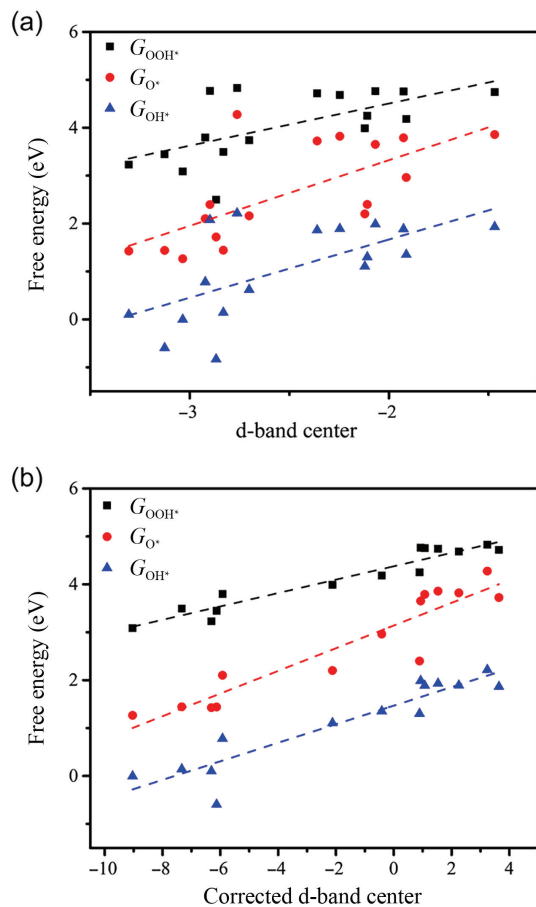 (a)
6
4
2
0
Free energy (eV)
G_OOH*
G_O*
G_OH*
−3
−2
d-band center
(b)
6
4
2
0
Free energy (eV)
G_OOH*
G_O*
G_OH*
−10
−8
−6
−4
−2
0
2
4
Corrected d-band center